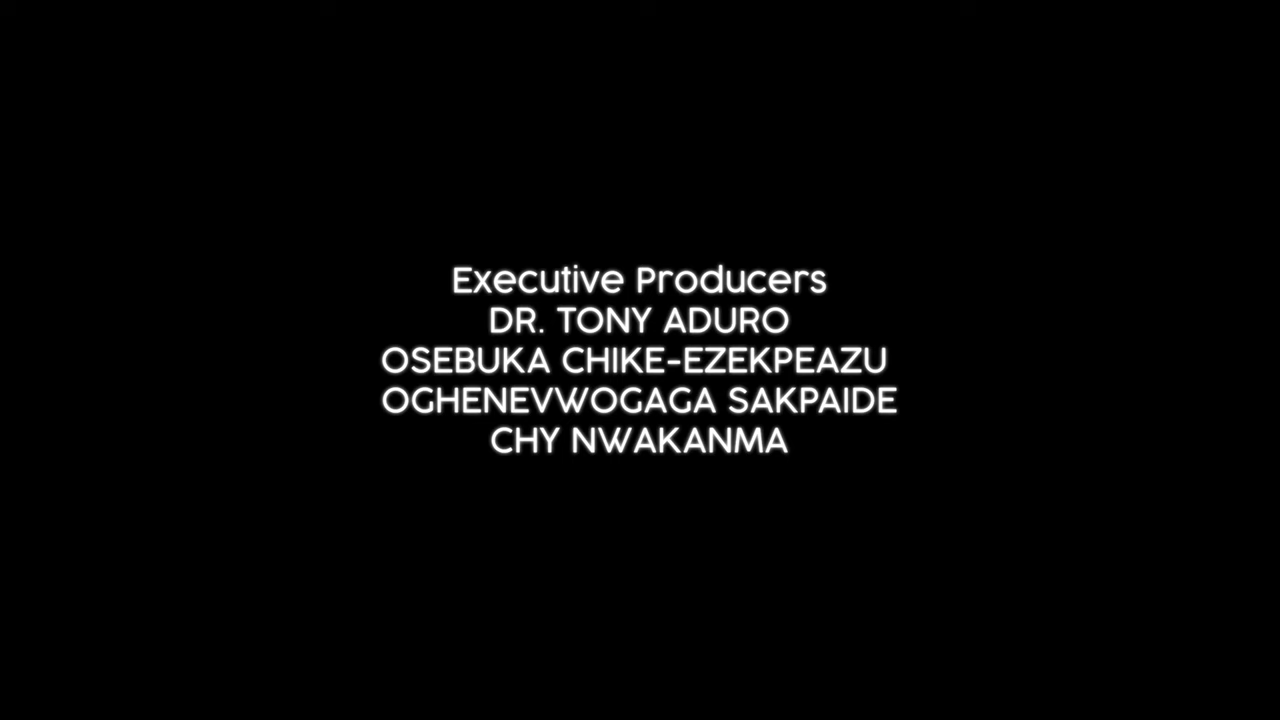 Executive Producers
DR. TONY ADURO
OSEBUKA CHIKE-EZEKPEAZU
OGHENEVWOGAGA SAKPAIDE
CHY NWAKANMA